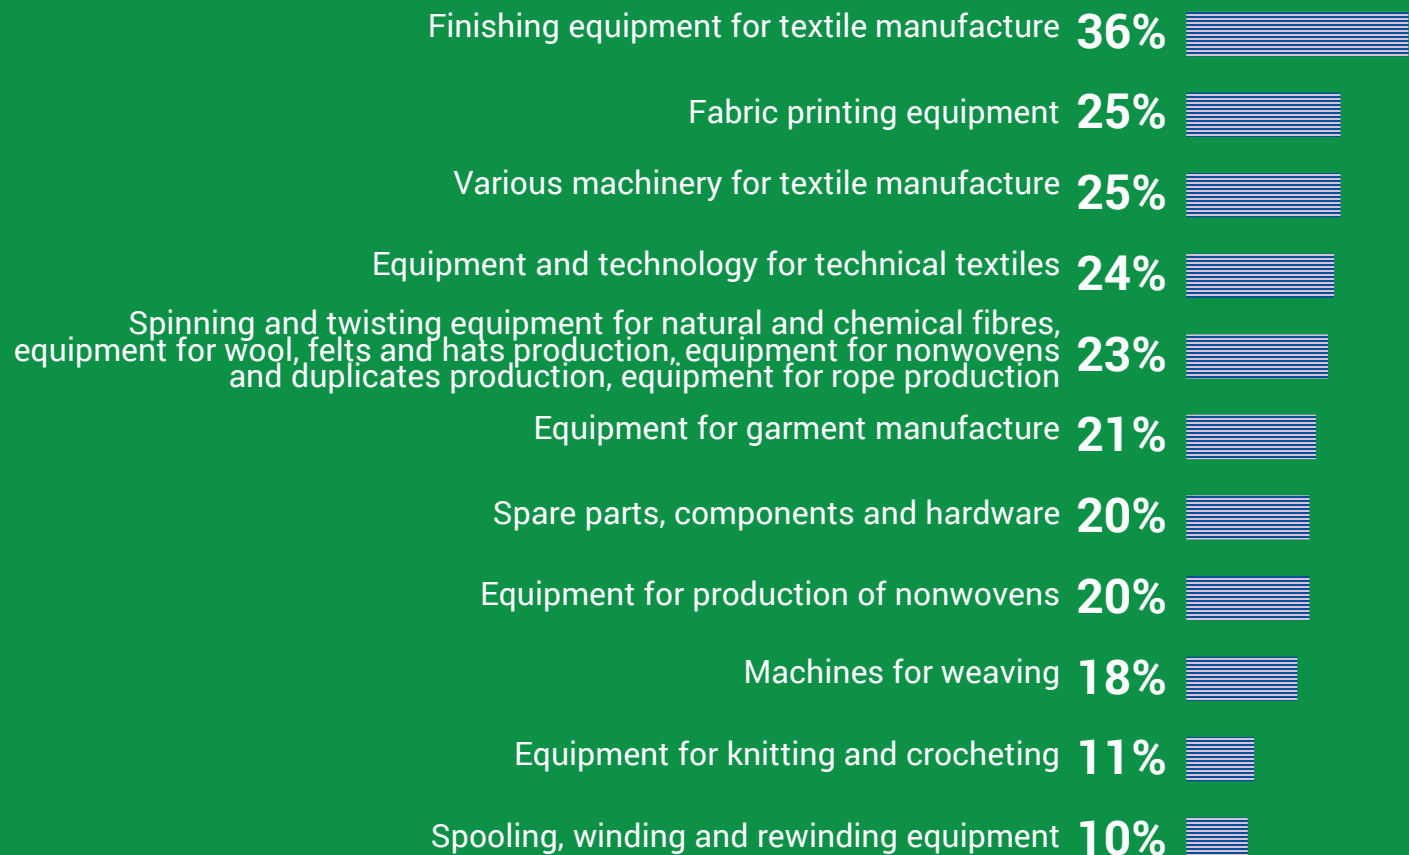 Finishing equipment for textile manufacture 36%
Fabric printing equipment 25%
Various machinery for textile manufacture 25%
Equipment and technology for technical textiles 24%
Spinning and twisting equipment for natural and chemical fibres,
equipment for wool, felts and hats production, equipment for nonwovens 23%
and duplicates production, equipment for rope production
Equipment for garment manufacture 21%
Spare parts, components and hardware 20%
Equipment for production of nonwovens 20%
Machines for weaving 18%
Equipment for knitting and crocheting 11%
Spooling, winding and rewinding equipment 10%